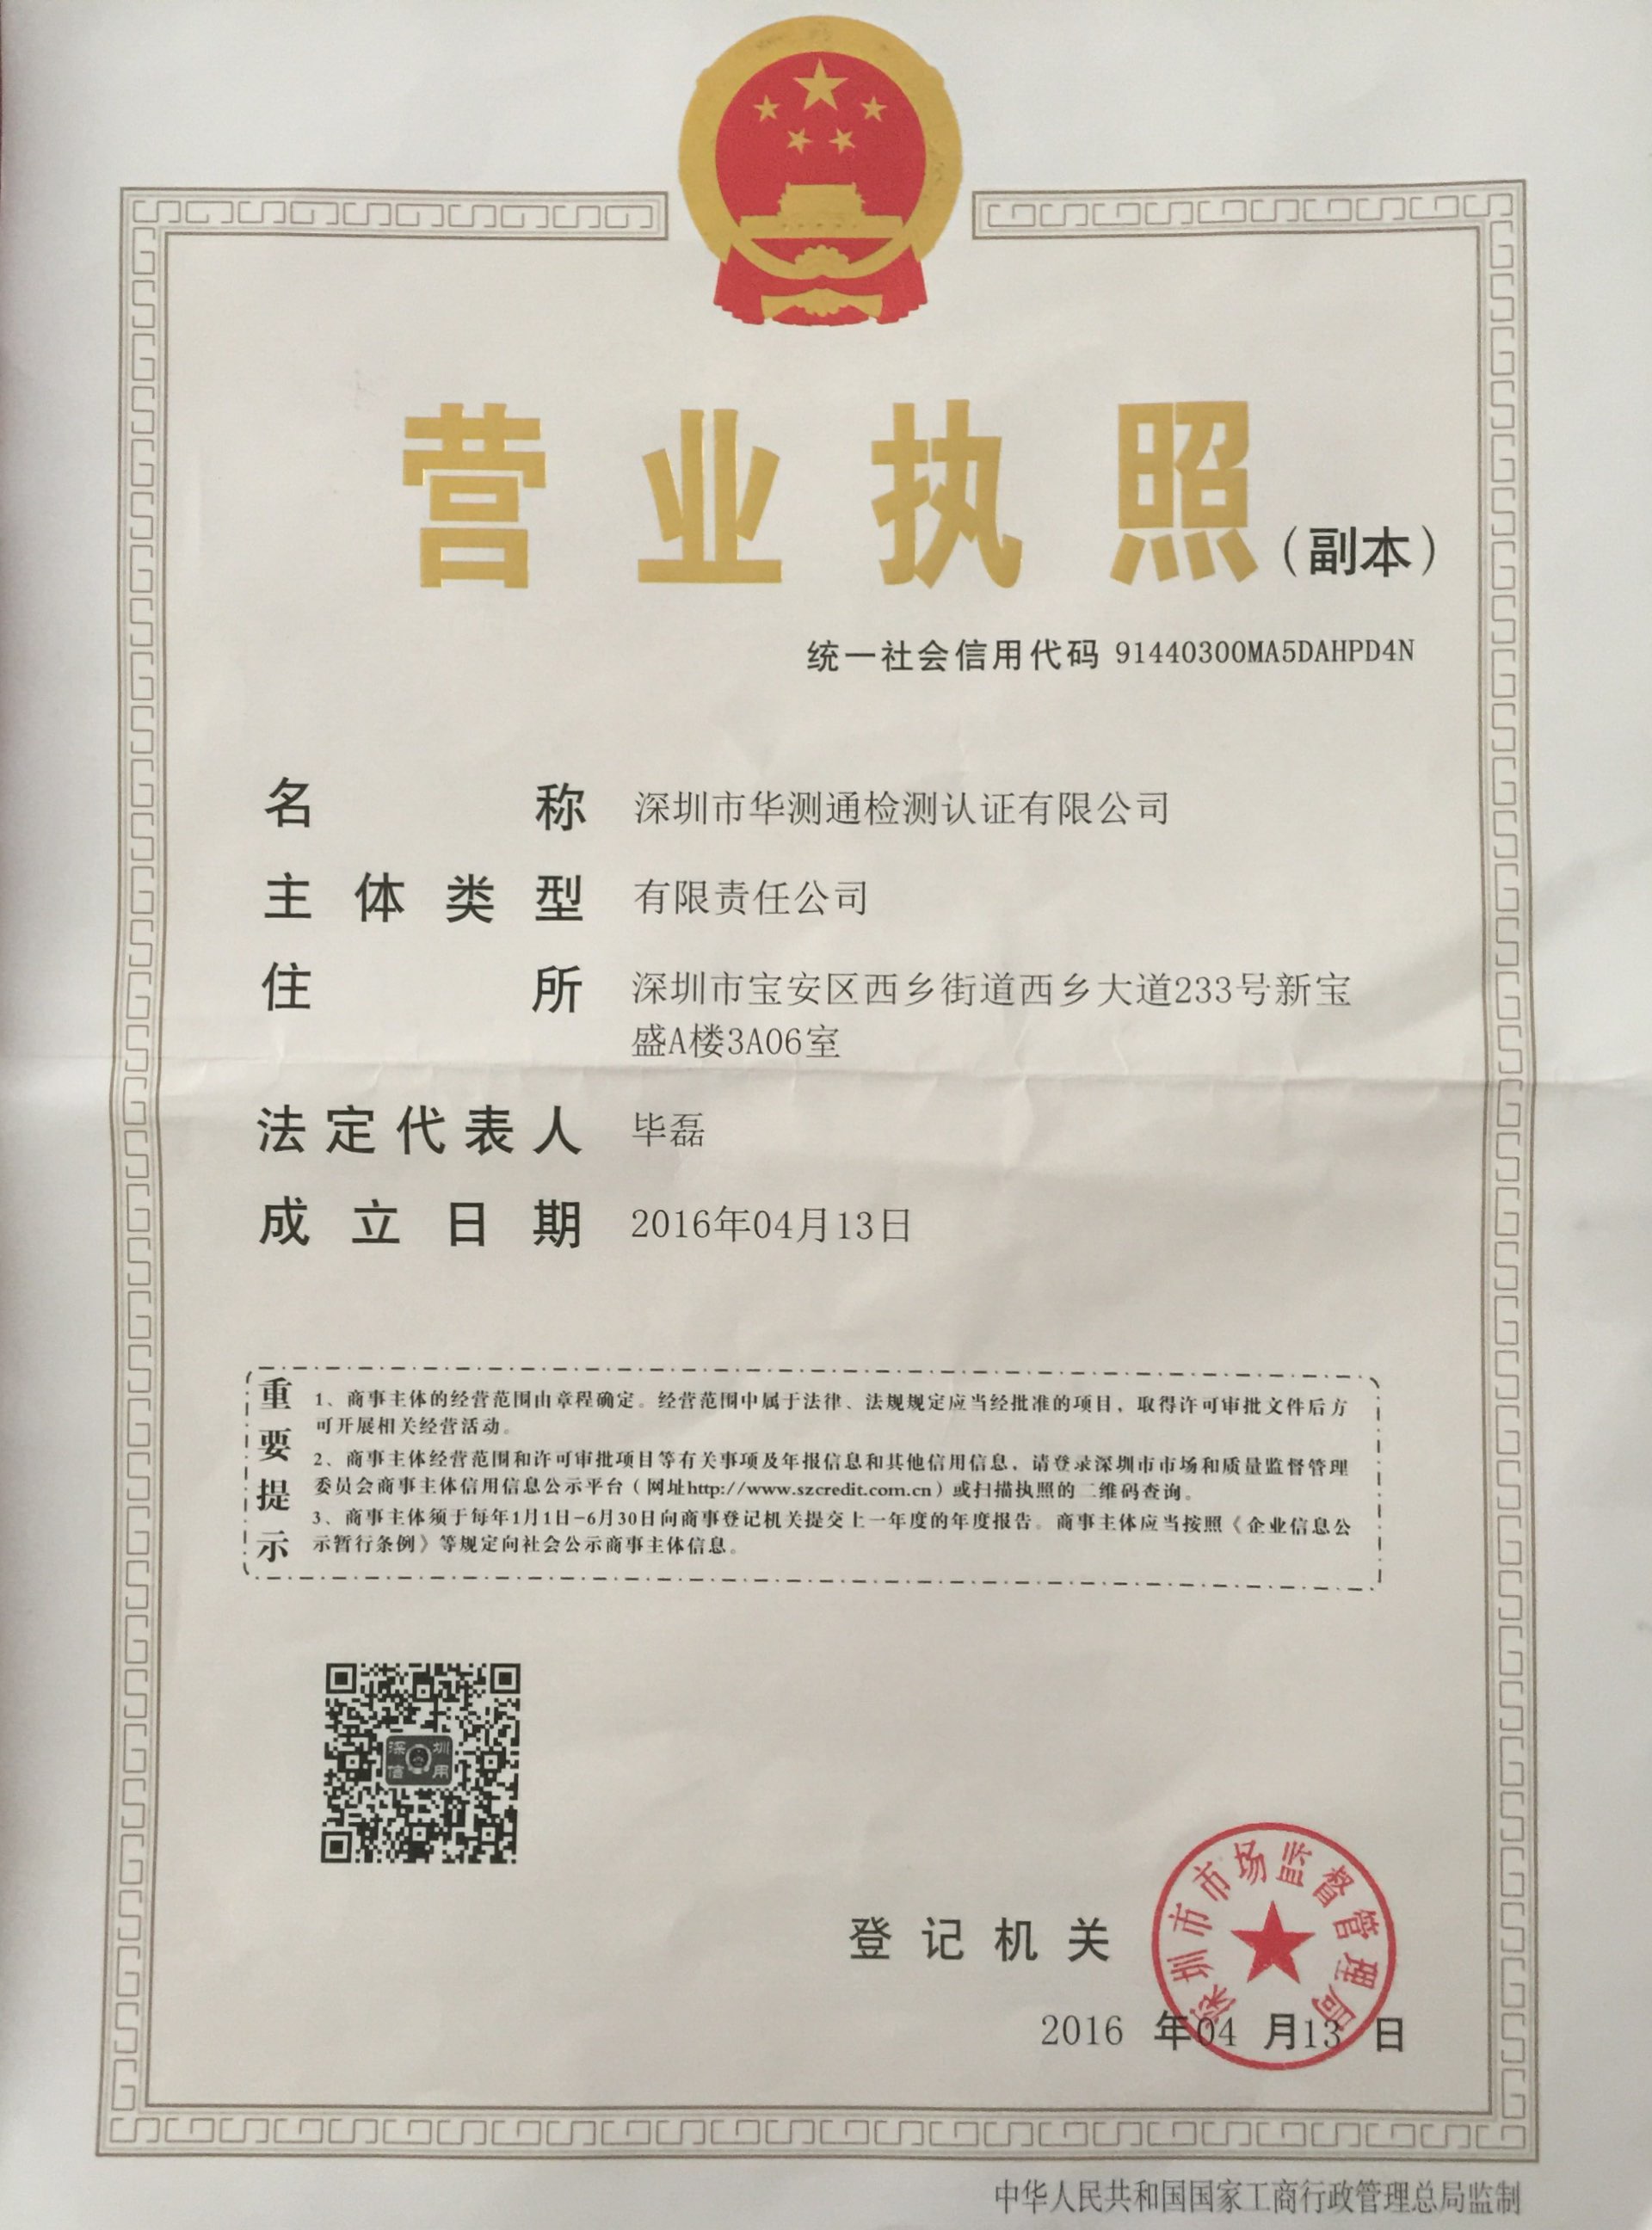 营业执照(副本)
统一社会信用代码 91440300MA5DAHPD4N
名称 深圳市华测通检测认证有限公司
主体类型 有限责任公司
住所 深圳市宝安区西乡街道西乡大道233号新宝
盛A楼3A06室
法定代表人 毕磊
成立日期 2016年04月13日
重要提示
1、商事主体的经营范围由章程确定。经营范围中属于法律、法规规定应当经批准的项目，取得许可审批文件后方
可开展相关经营活动。
2、商事主体经营范围和许可审批项目等有关事项及年报信息和其他信用信息，请登录深圳市市场和质量监督管理
委员会商事主体信用信息公示平台（网址http://www.szcredit.com.cn）或扫描执照的二维码查询。
3、商事主体须于每年1月1日-6月30日向商事登记机关提交上一年度的年度报告。商事主体应当按照《企业信息公
示暂行条例》等规定向社会公示商事主体信息。
深圳
信用
登记机关
深圳市市场监督管理局
2016 年04 月13 日
中华人民共和国国家工商行政管理总局监制